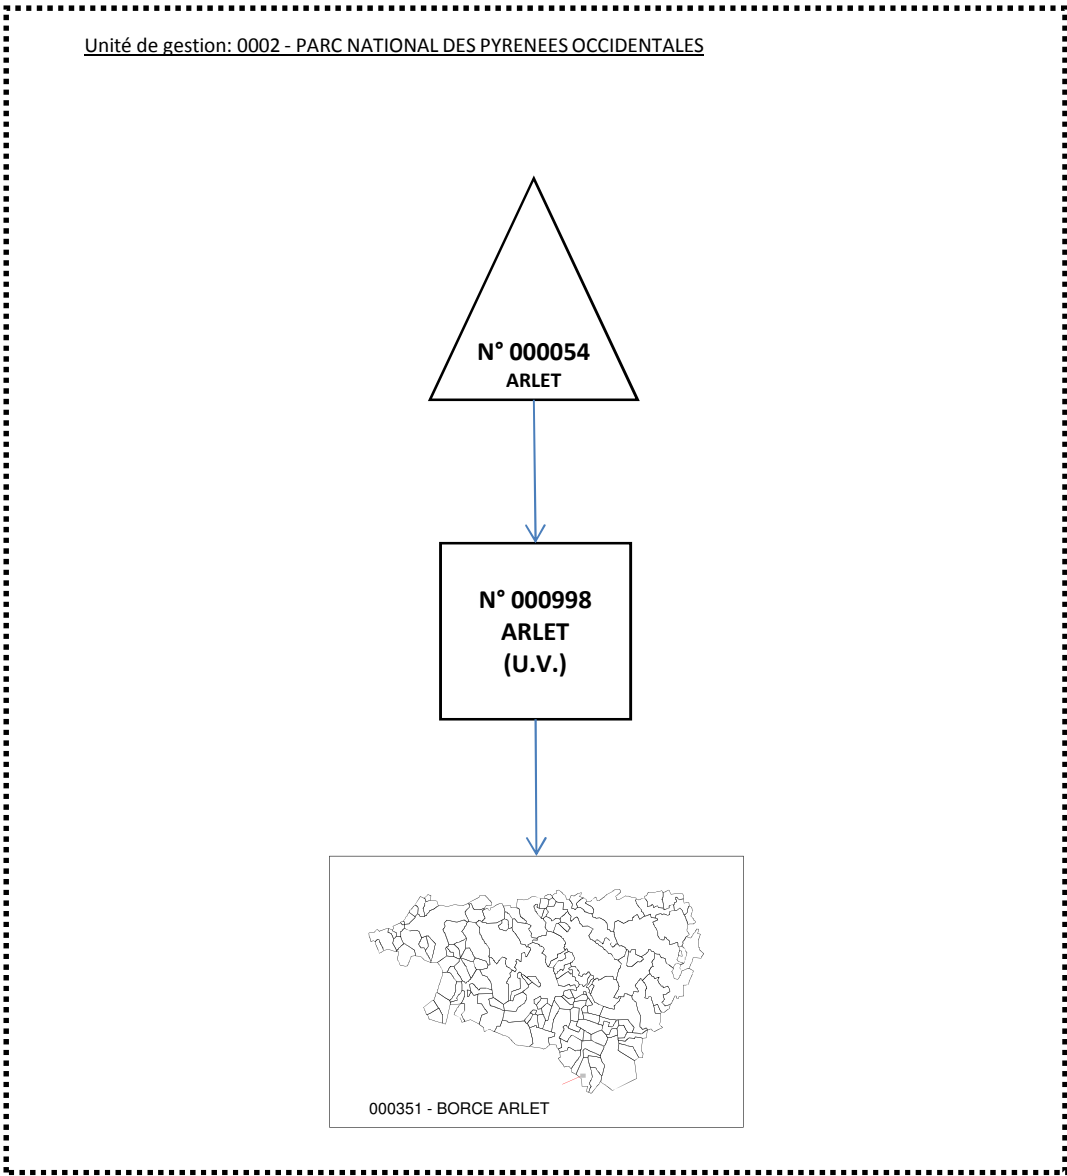 Unité de gestion: 0002 - PARC NATIONAL DES PYRENEES OCCIDENTALES
N° 000054
ARLET
N° 000998
ARLET
(U.V.)
000351 - BORCE ARLET